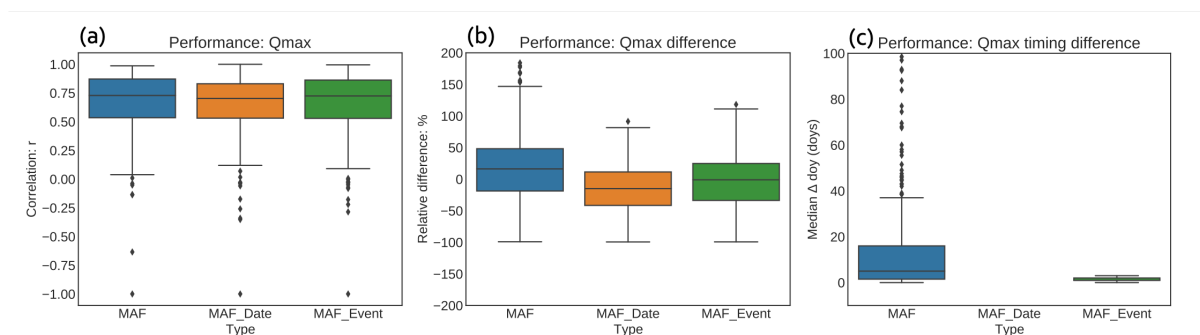 (a)
Performance: Qmax
Correlation: r
1.00
0.75
0.50
0.25
0.00
−0.25
−0.50
−0.75
−1.00
MAF MAF_Date MAF_Event
Type
(b)
Performance: Qmax difference
Relative difference: %
200
150
100
50
0
−50
−100
−150
−200
MAF MAF_Date MAF_Event
Type
(c)
Performance: Qmax timing difference
Median Δ doy (doys)
100
80
60
40
20
0
MAF MAF_Date MAF_Event
Type